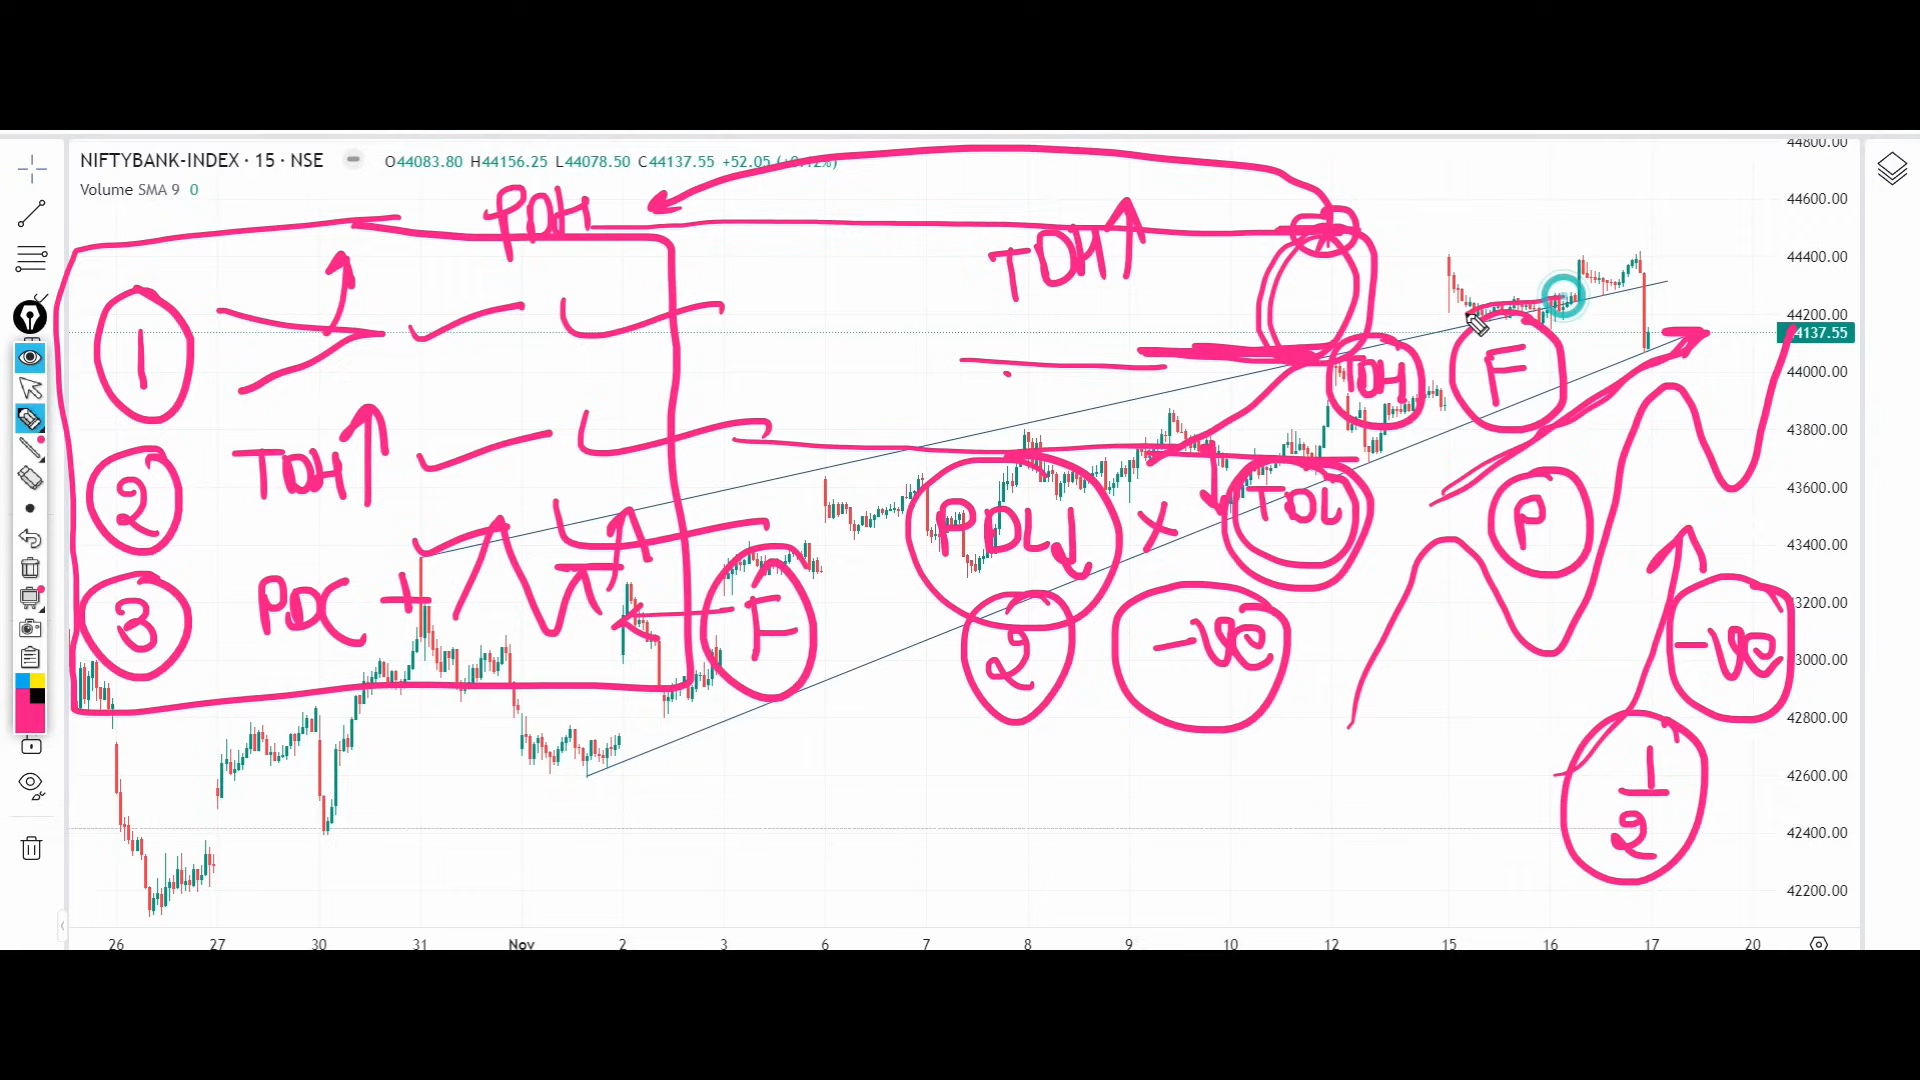 NIFTYBANK-INDEX · 15 · NSE
O44083.80 H44156.25 L44078.50 C44137.55 +52.05
Volume SMA 9 0
PDH
TDH
1
2
TDH
3
PDC +
F
PDL
2
X
TDL
-ve
TDH
F
P
-ve
1
2
44800.00
44600.00
44400.00
44200.00
44137.55
44000.00
43800.00
43600.00
43400.00
43200.00
43000.00
42800.00
42600.00
42400.00
42200.00
26 27 30 31 Nov 2 3 6 7 8 9 10 12 15 16 17 20